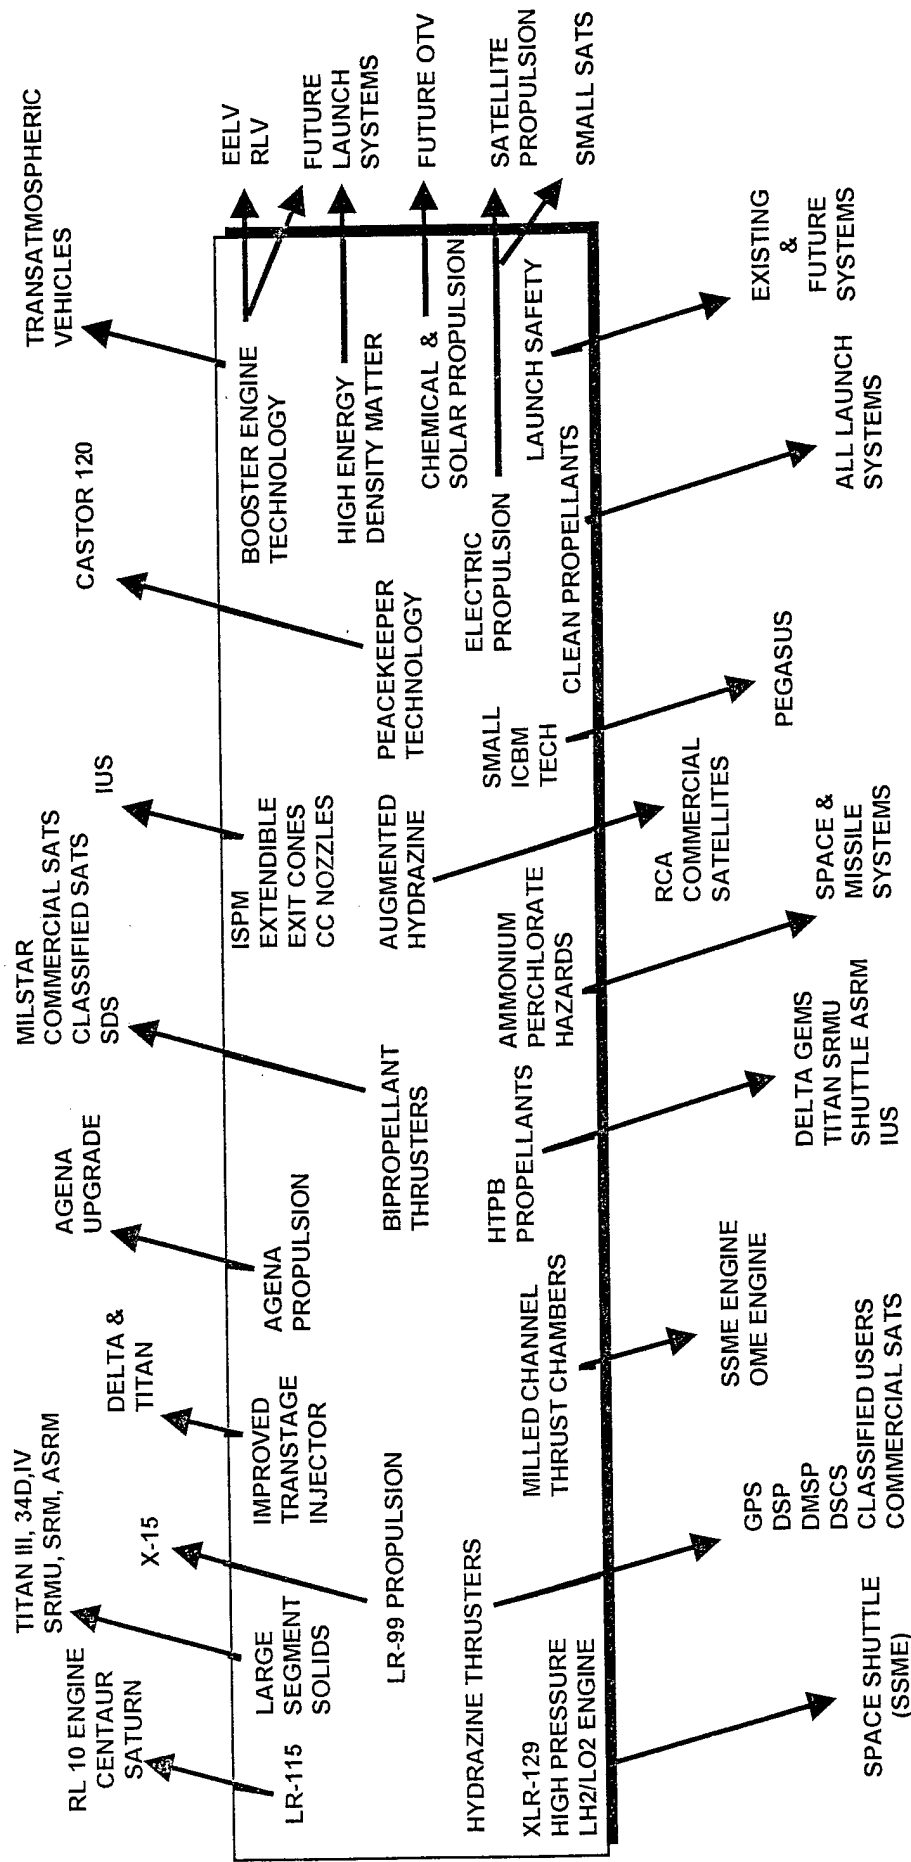 RL 10 ENGINE
CENTAUR
SATURN
TITAN III, 34D,IV
SRMU, SRM, ASRM
X-15
DELTA &
TITAN
AGENA
UPGRADE
MILSTAR
COMMERCIAL SATS
CLASSIFIED SATS
SDS
IUS
CASTOR 120
TRANSATMOSPHERIC
VEHICLES
LR-115
LARGE
SEGMENT
SOLIDS
IMPROVED
TRANSTAGE
INJECTOR
AGENA
PROPULSION
ISPM
EXTENDIBLE
EXIT CONES
CC NOZZLES
BOOSTER ENGINE
TECHNOLOGY
EELV
RLV
LR-99 PROPULSION
BIPROPELLANT
THRUSTERS
AUGMENTED
HYDRAZINE
PEACEKEEPER
TECHNOLOGY
HIGH ENERGY
DENSITY MATTER
FUTURE
LAUNCH
SYSTEMS
CHEMICAL &
SOLAR PROPULSION
FUTURE OTV
HYDRAZINE THRUSTERS
XLR-129
HIGH PRESSURE
LH2/LO2 ENGINE
MILLED CHANNEL
THRUST CHAMBERS
HTPB
PROPELLANTS
AMMONIUM
PERCHLORATE
HAZARDS
SMALL
ICBM
TECH
ELECTRIC
PROPULSION
SATELLITE
PROPULSION
LAUNCH SAFETY
SMALL SATS
CLEAN PROPELLANTS
SPACE SHUTTLE
(SSME)
GPS
DSP
DMSP
DSCS
CLASSIFIED USERS
COMMERCIAL SATS
SSME ENGINE
OME ENGINE
DELTA GEMS
TITAN SRMU
SHUTTLE ASRM
IUS
SPACE &
MISSILE
SYSTEMS
RCA
COMMERCIAL
SATELLITES
PEGASUS
ALL LAUNCH
SYSTEMS
EXISTING
&
FUTURE
SYSTEMS